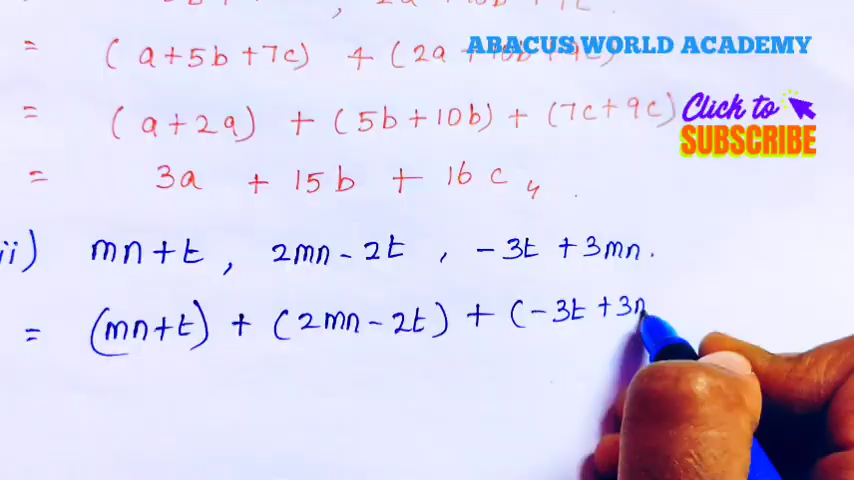 = (a+5b+7c) + (2a
ABACUS WORLD ACADEMY
= (a+2a) + (5b+10b) + (7c+9c)
Click to
SUBSCRIBE
= 3a + 15b + 16c
ii) mn+t, 2mn-2t, -3t+3mn.
= (mn+t) + (2mn-2t) + (-3t+3